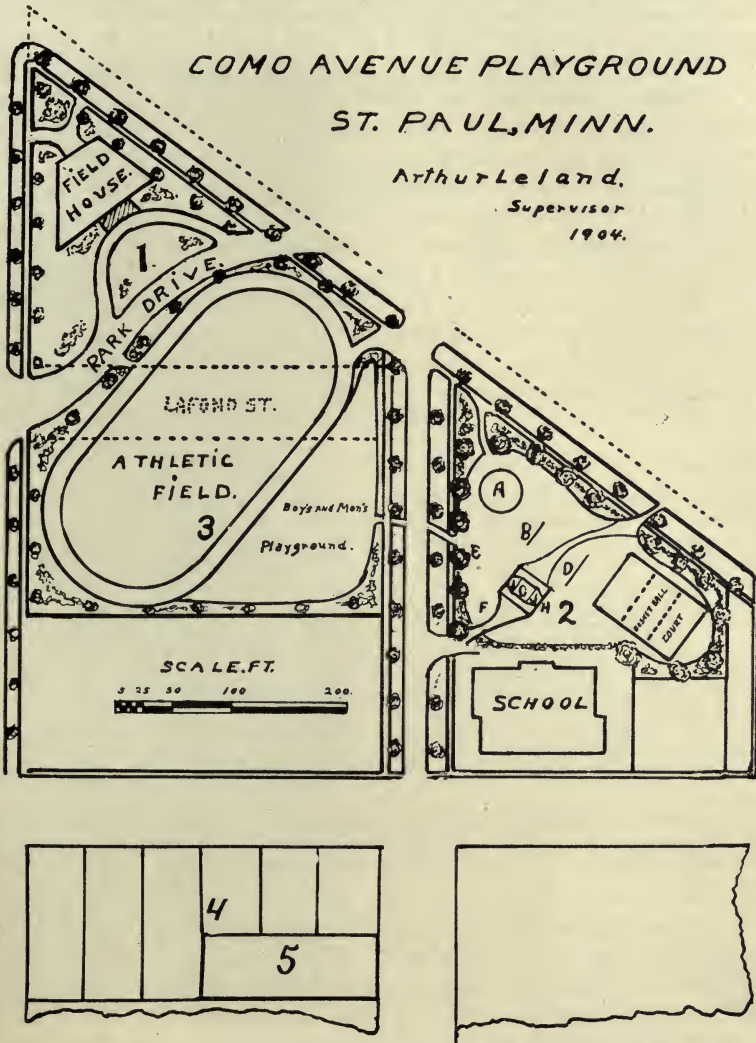 COMO AVENUE PLAYGROUND
ST. PAUL, MINN.
Arthur Leland.
Supervisor
1904.
FIELD
HOUSE.
1.
PARK DRIVE.
LAFOND ST.
ATHLETIC
FIELD.
3
Boy's and Men's
Playground.
A
B
E
D
F
H
2
BASKET BALL
COURT
SCALE.FT.
5 25 50 100 200.
SCHOOL
4
5